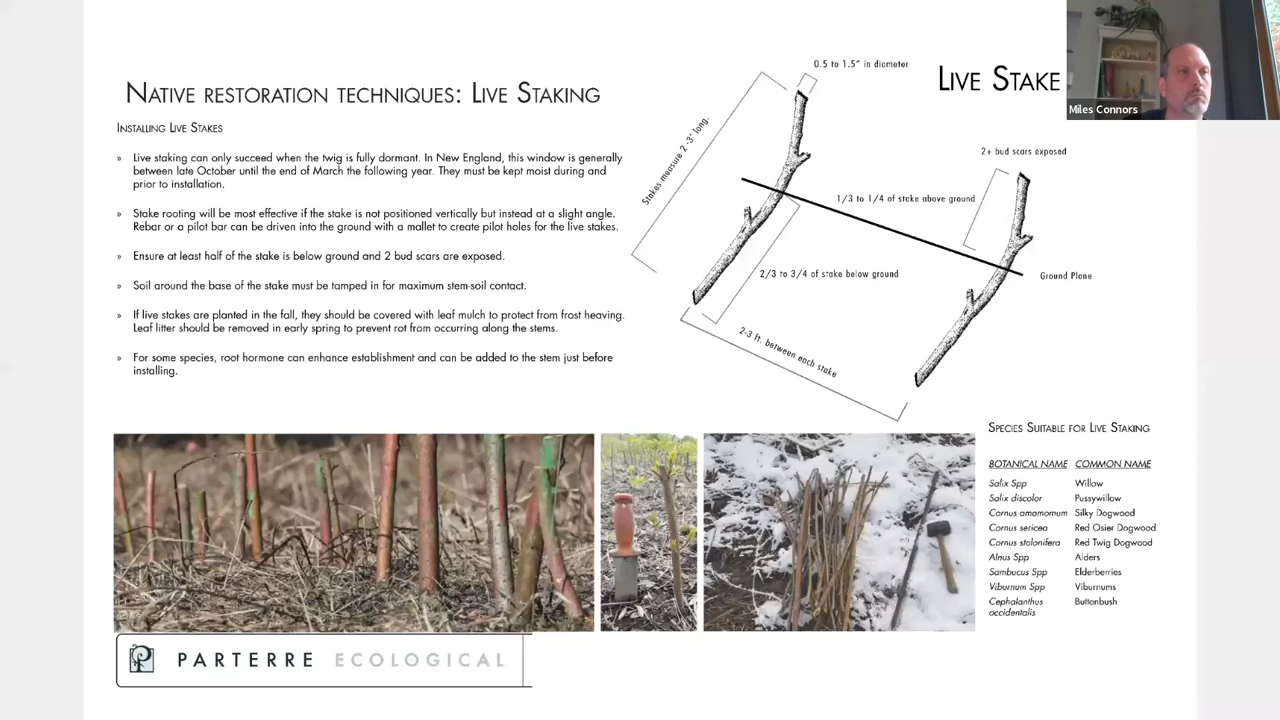 NATIVE RESTORATION TECHNIQUES: LIVE STAKING
INSTALLING LIVE STAKES
» Live staking can only succeed when the twig is fully dormant. In New England, this window is generally
between late October until the end of March the following year. They must be kept moist during and
prior to installation.
» Stake rooting will be most effective if the stake is not positioned vertically but instead at a slight angle.
Rebar or a pilot bar can be driven into the ground with a mallet to create pilot holes for the live stakes.
» Ensure at least half of the stake is below ground and 2 bud scars are exposed.
» Soil around the base of the stake must be tamped in for maximum stem-soil contact.
» If live stakes are planted in the fall, they should be covered with leaf mulch to protect from frost heaving.
Leaf litter should be removed in early spring to prevent rot from occurring along the stems.
» For some species, root hormone can enhance establishment and can be added to the stem just before
installing.
LIVE STAKE
Miles Connors
0.5 to 1.5" in diameter
Stakes measure 2'-3' long.
2+ bud scars exposed
1/3 to 1/4 of stake above ground
Ground Plane
2/3 to 3/4 of stake below ground
2-3 ft. between each stake
SPECIES SUITABLE FOR LIVE STAKING
BOTANICAL NAME COMMON NAME
Salix Spp Willow
Salix discolor Pussywillow
Cornus amomomum Silky Dogwood
Cornus sericea Red Osier Dogwood
Cornus stolonifera Red Twig Dogwood
Alnus Spp Alders
Sambucus Spp Elderberries
Viburnum Spp Viburnums
Cephalanthus Buttonbush
occidentalis
PARTERRE ECOLOGICAL